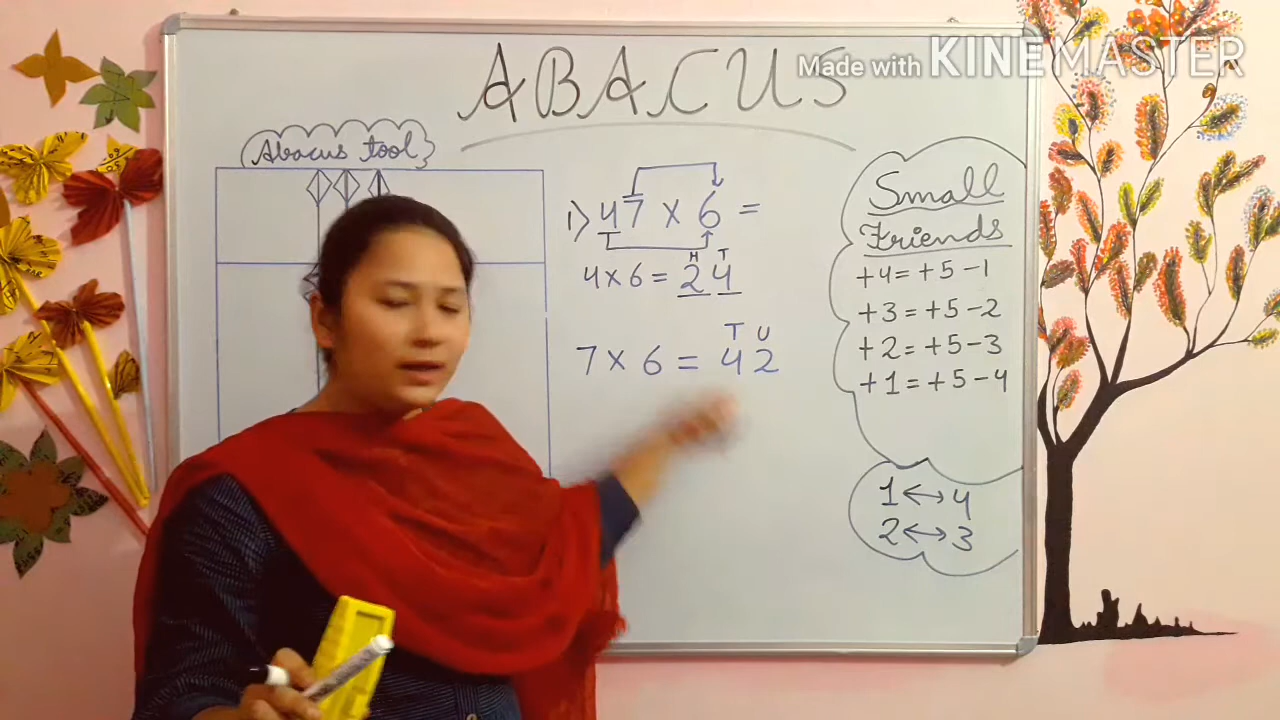 Made with KINEMASTER
ABACUS
Abacus tool
1) 47 x 6 =
H T
4 x 6 = 24
T U
7 x 6 = 42
Small
Friends
+4 = +5 -1
+3 = +5 -2
+2 = +5 -3
+1 = +5 -4
1 ↔ 4
2 ↔ 3